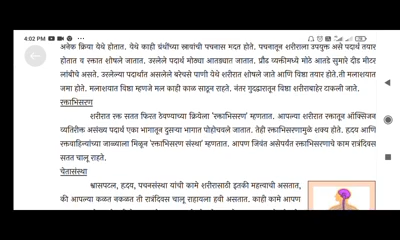 4:02 PM
अनेक क्रिया येथे होतात. येथे काही ग्रंथींच्या स्रावांची पचनास मदत होते. पचनातून शरीराला उपयुक्त असे पदार्थ तयार
होतात व रक्तात शोषले जातात. उरलेले पदार्थ मोठ्या आतड्यात जातात. प्रौढ व्यक्तीमध्ये मोठे आतडे सुमारे दीड मीटर
लांबीचे असते. उरलेल्या पदार्थांत असलेले बरेचसे पाणी येथे शरीरात शोषले जाते आणि विष्ठा तयार होते.ती मलाशयात
जमा होते. मलाशयात विष्ठा म्हणजे मल काही काळ साठून राहते. नंतर गुदद्वारातून विष्ठा शरीराबाहेर टाकली जाते.
रक्ताभिसरण
शरीरात रक्त सतत फिरत ठेवण्याच्या क्रियेला 'रक्ताभिसरण' म्हणतात. आपल्या शरीरात रक्तातून ऑक्सिजन
व्यतिरीक्त असंख्य पदार्थ एका भागातून दुसऱ्या भागात पोहोचवले जातात. तेही रक्ताभिसरणामुळे शक्य होते. हृदय आणि
रक्तवाहिन्यांच्या जाळ्याला मिळून 'रक्ताभिसरण संस्था' म्हणतात. आपण जिवंत असेपर्यंत रक्ताभिसरणाचे काम रात्रंदिवस
सतत चालू राहते.
चेतासंस्था
श्वासपटल, हृदय, पचनसंस्था यांची कामे शरीरासाठी इतकी महत्वाची असतात,
की आपल्या कळत नकळत ती रात्रंदिवस चालू राहायला हवी असतात. काही कामे आपण